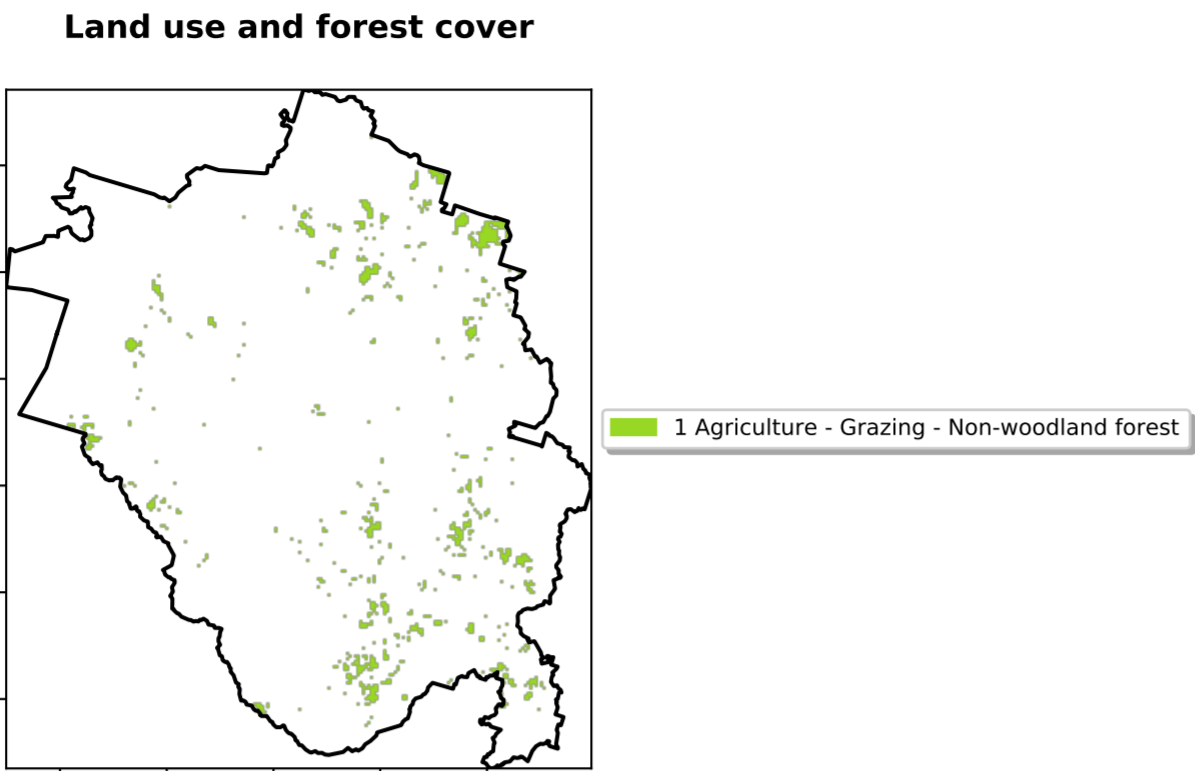 Land use and forest cover
1 Agriculture - Grazing - Non-woodland forest